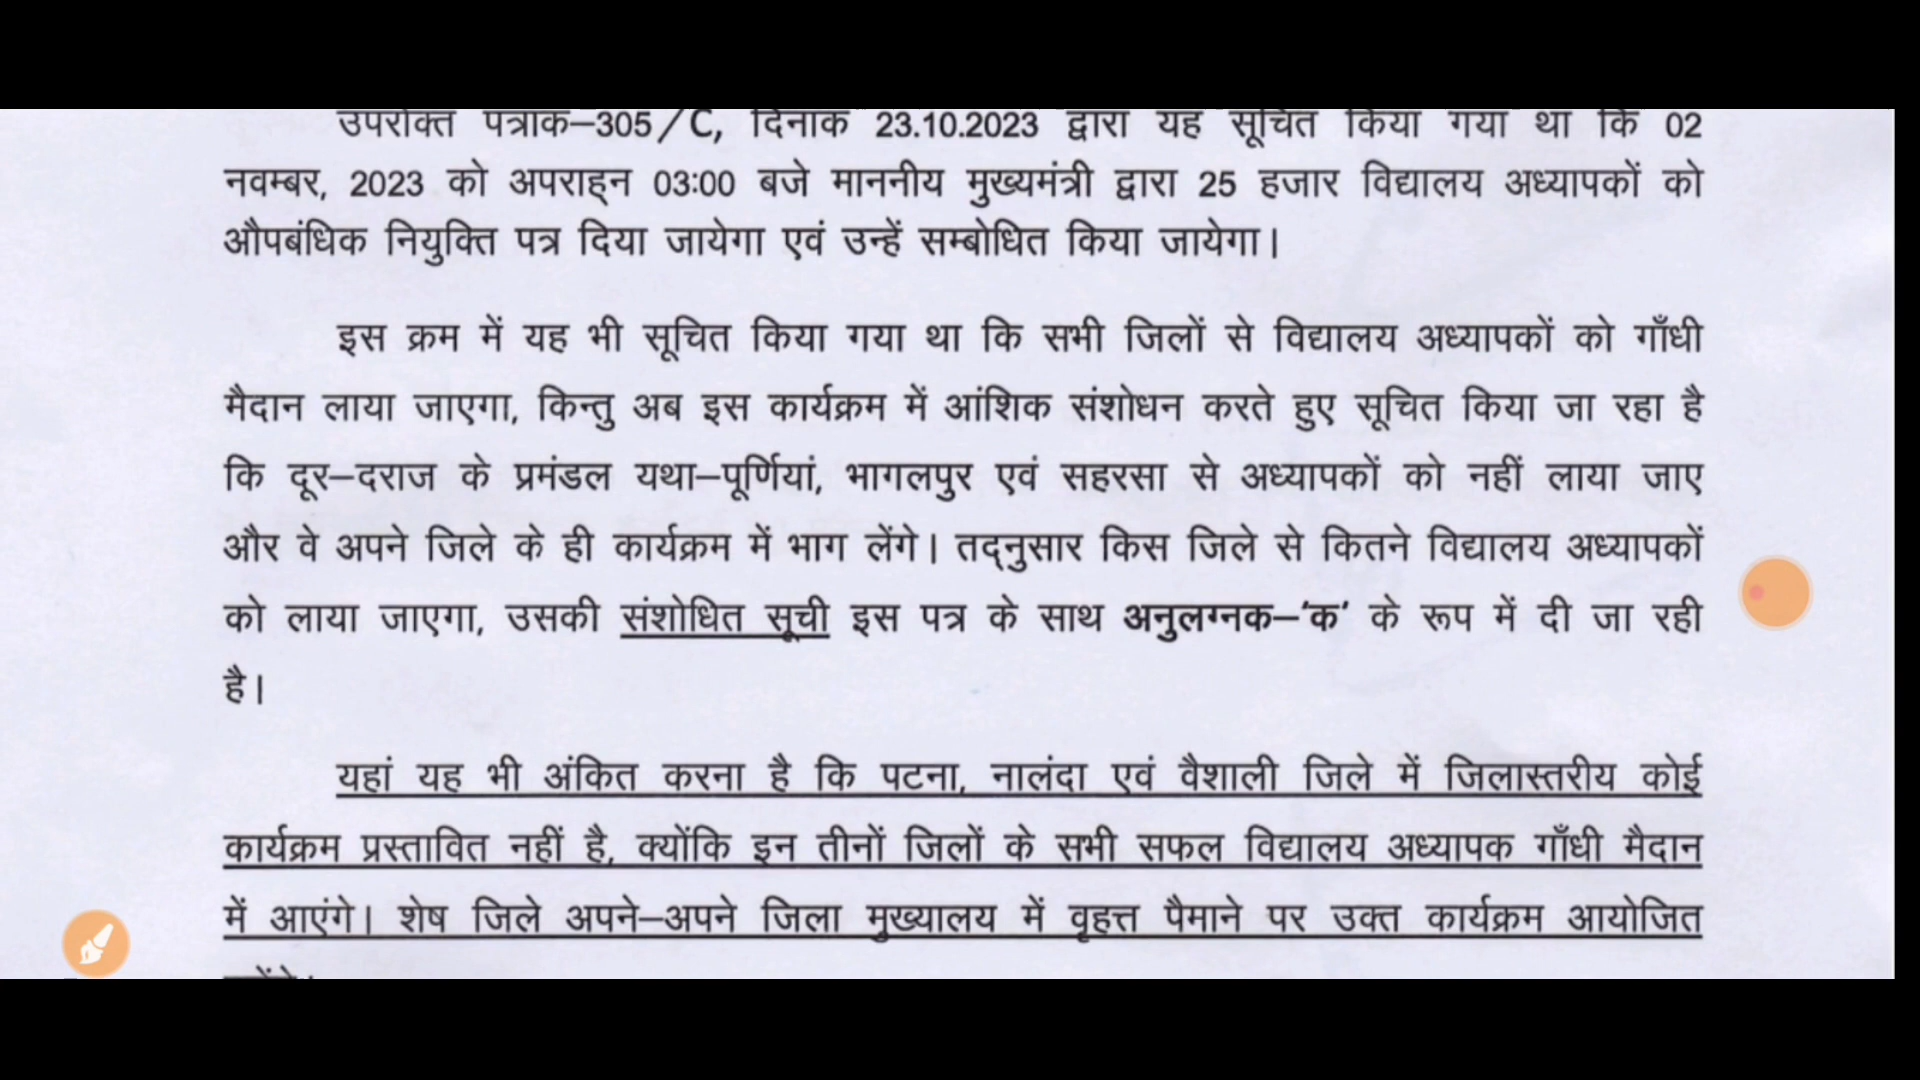 उपरोक्त पत्रांक–305/C, दिनांक 23.10.2023 द्वारा यह सूचित किया गया था कि 02
नवम्बर, 2023 को अपराह्न 03:00 बजे माननीय मुख्यमंत्री द्वारा 25 हजार विद्यालय अध्यापकों को
औपबंधिक नियुक्ति पत्र दिया जायेगा एवं उन्हें सम्बोधित किया जायेगा।
इस क्रम में यह भी सूचित किया गया था कि सभी जिलों से विद्यालय अध्यापकों को गाँधी
मैदान लाया जाएगा, किन्तु अब इस कार्यक्रम में आंशिक संशोधन करते हुए सूचित किया जा रहा है
कि दूर–दराज के प्रमंडल यथा–पूर्णियां, भागलपुर एवं सहरसा से अध्यापकों को नहीं लाया जाए
और वे अपने जिले के ही कार्यक्रम में भाग लेंगे। तद्नुसार किस जिले से कितने विद्यालय अध्यापकों
को लाया जाएगा, उसकी संशोधित सूची इस पत्र के साथ अनुलग्नक–'क' के रूप में दी जा रही
है।
यहां यह भी अंकित करना है कि पटना, नालंदा एवं वैशाली जिले में जिलास्तरीय कोई
कार्यक्रम प्रस्तावित नहीं है, क्योंकि इन तीनों जिलों के सभी सफल विद्यालय अध्यापक गाँधी मैदान
में आएंगे। शेष जिले अपने–अपने जिला मुख्यालय में वृहत्त पैमाने पर उक्त कार्यक्रम आयोजित